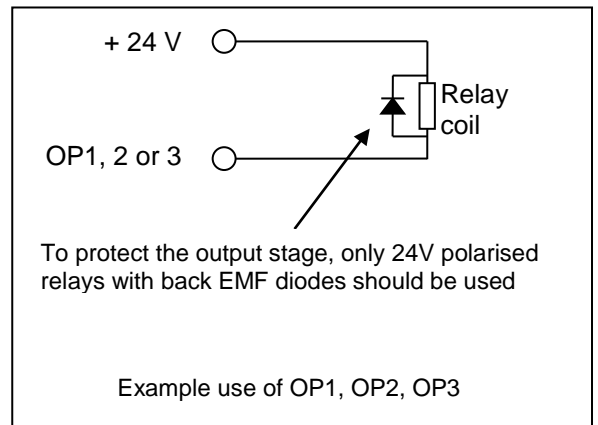 + 24 V
Relay
coil
OP1, 2 or 3
To protect the output stage, only 24V polarised
relays with back EMF diodes should be used
Example use of OP1, OP2, OP3